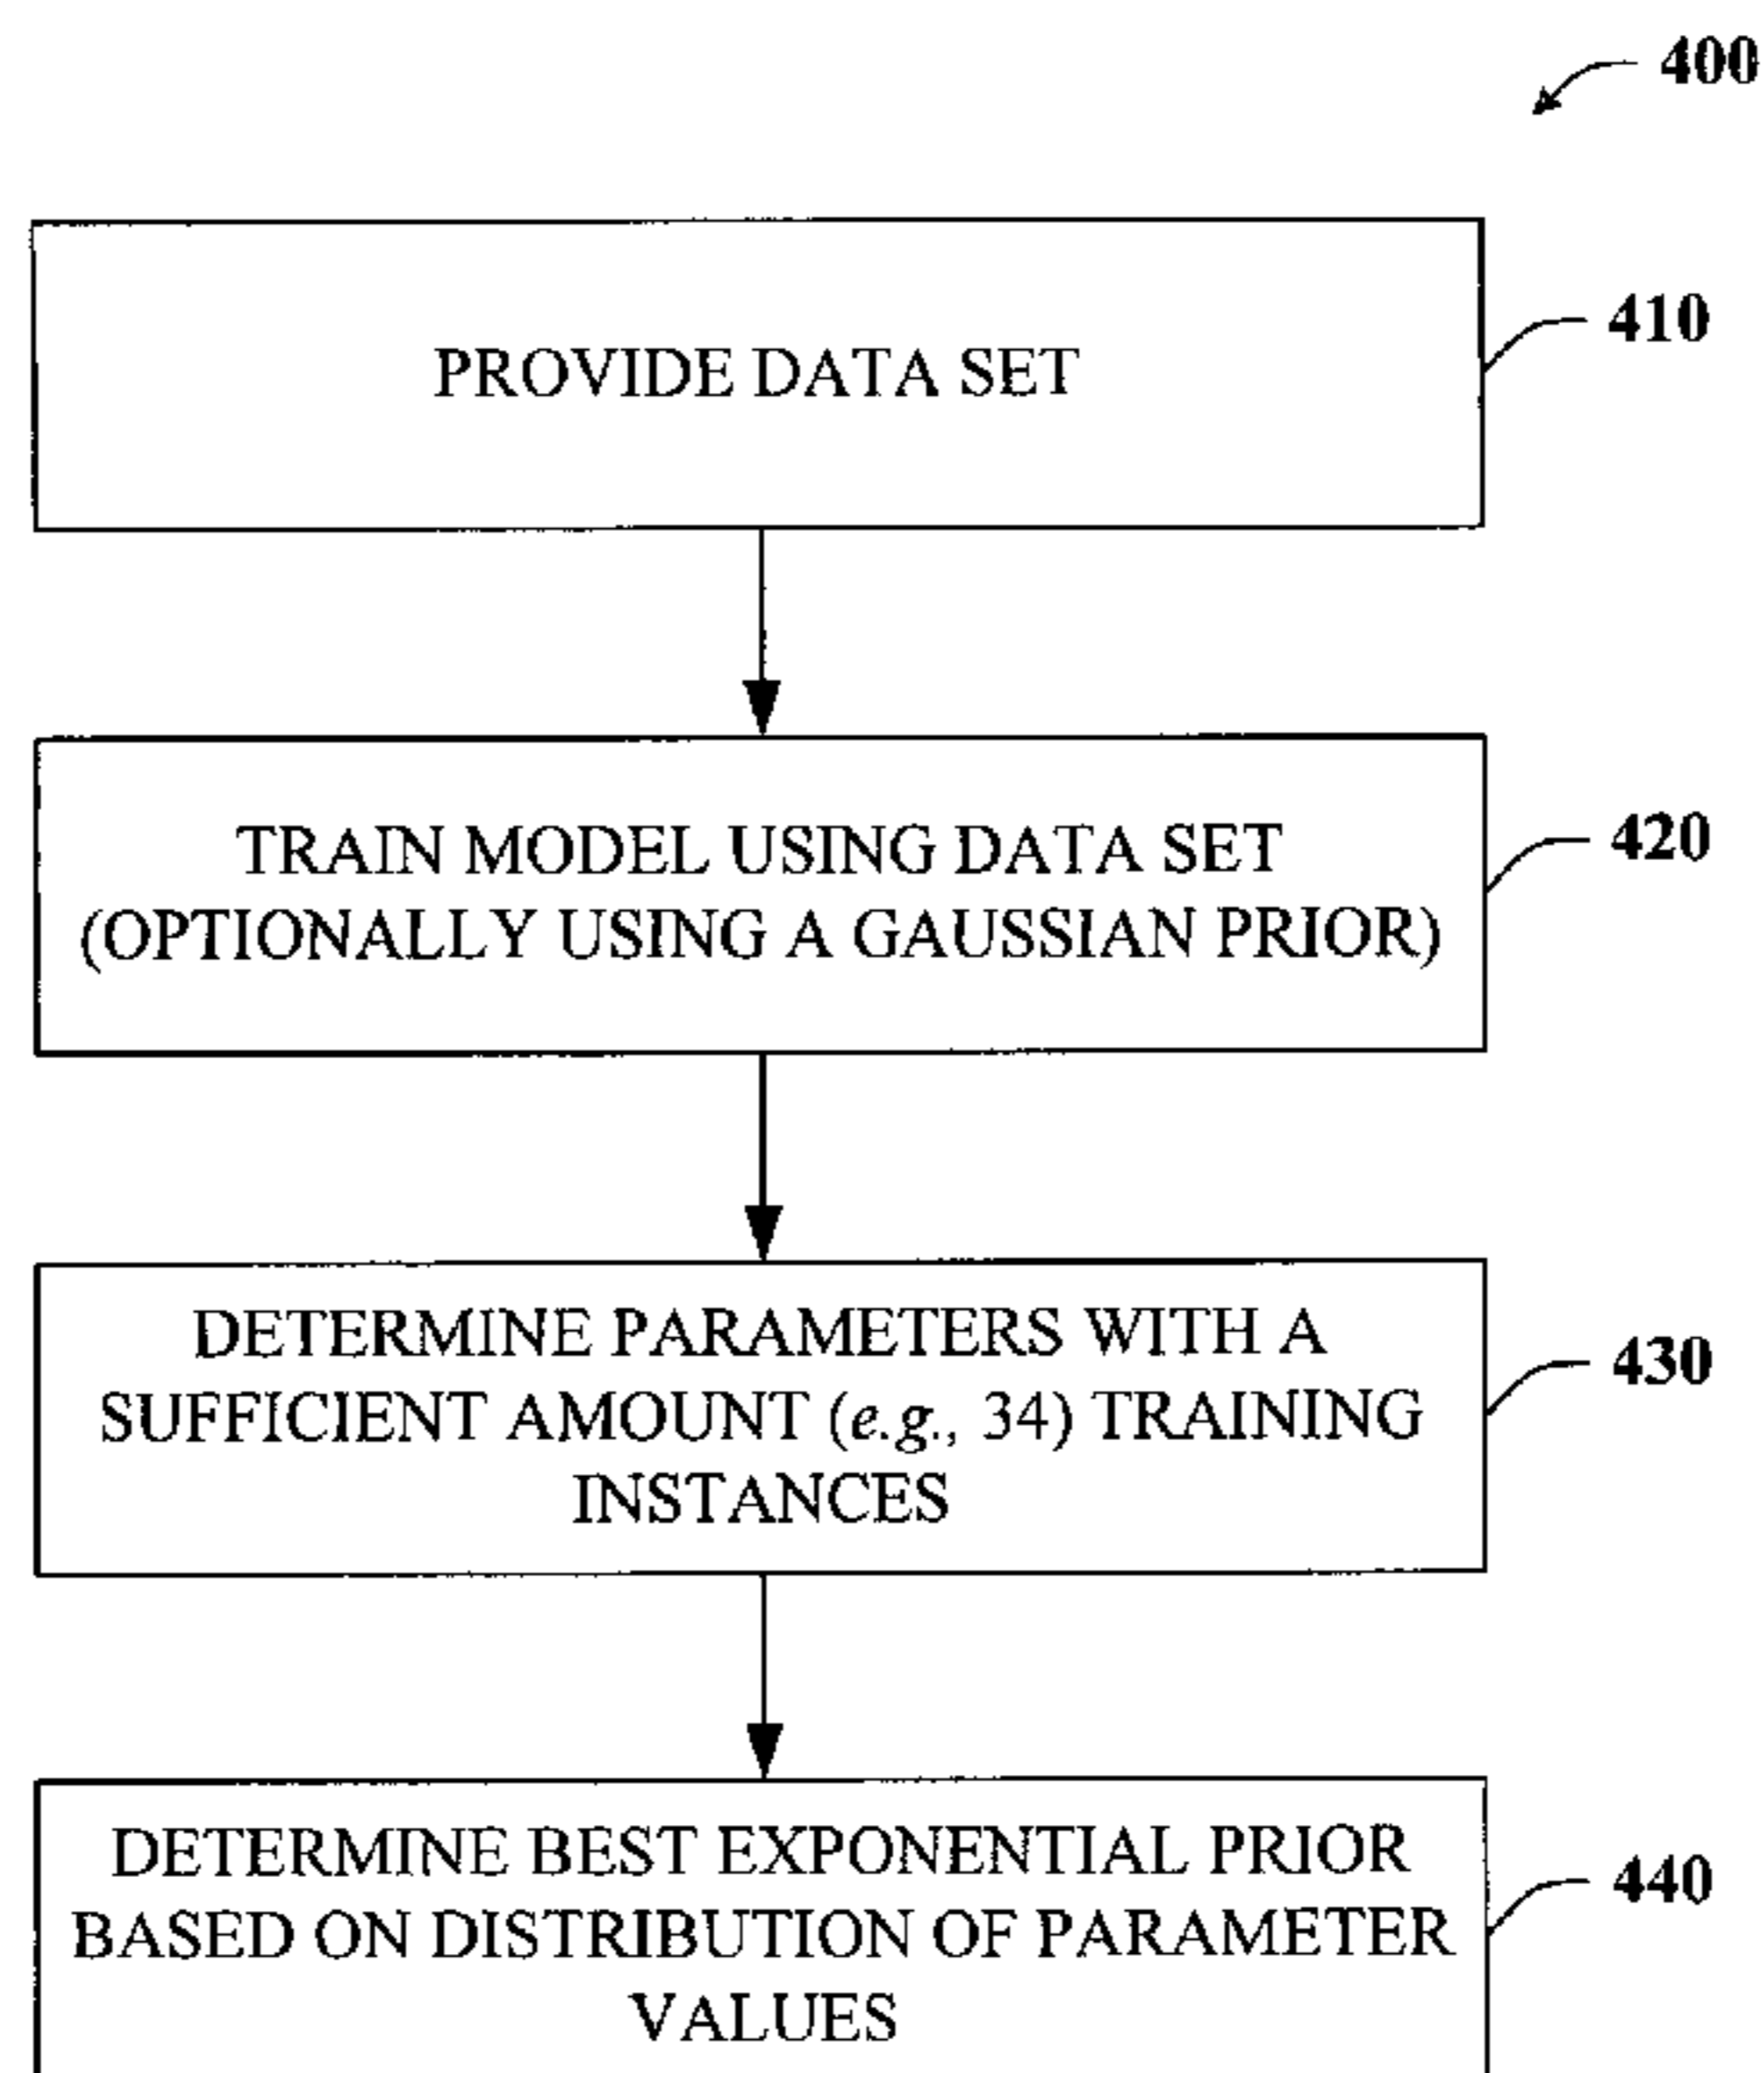 400
PROVIDE DATA SET
410
TRAIN MODEL USING DATA SET
(OPTIONALLY USING A GAUSSIAN PRIOR)
420
DETERMINE PARAMETERS WITH A
SUFFICIENT AMOUNT (e.g., 34) TRAINING
INSTANCES
430
DETERMINE BEST EXPONENTIAL PRIOR
BASED ON DISTRIBUTION OF PARAMETER
VALUES
440